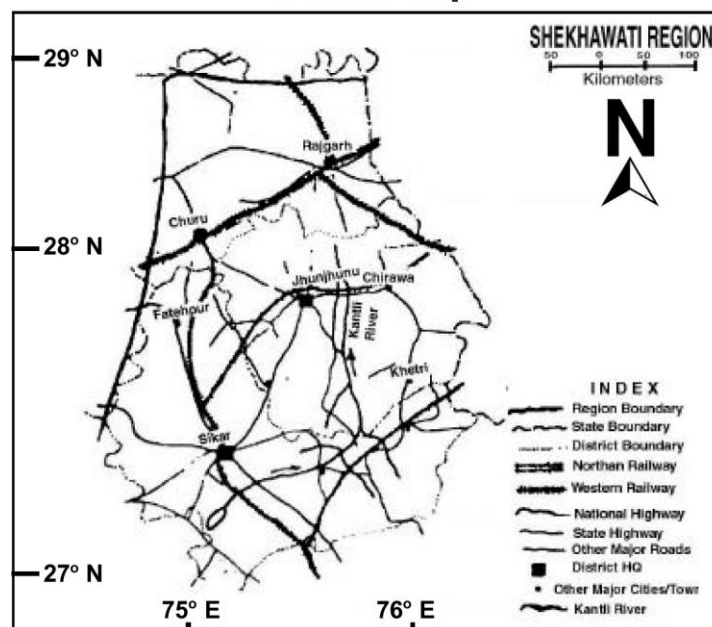 SHEKHAWATI REGION
50 0 50 100
Kilometers
N
29° N
28° N
27° N
75° E
76° E
Rajgarh
Churu
Jhunjhunu
Chirawa
Fatehpur
Kantli
River
Khetri
Sikar
INDEX
Region Boundary
State Boundary
District Boundary
Northan Railway
Western Railway
National Highway
State Highway
Other Major Roads
District HQ
Other Major Cities/Towr
Kantli River